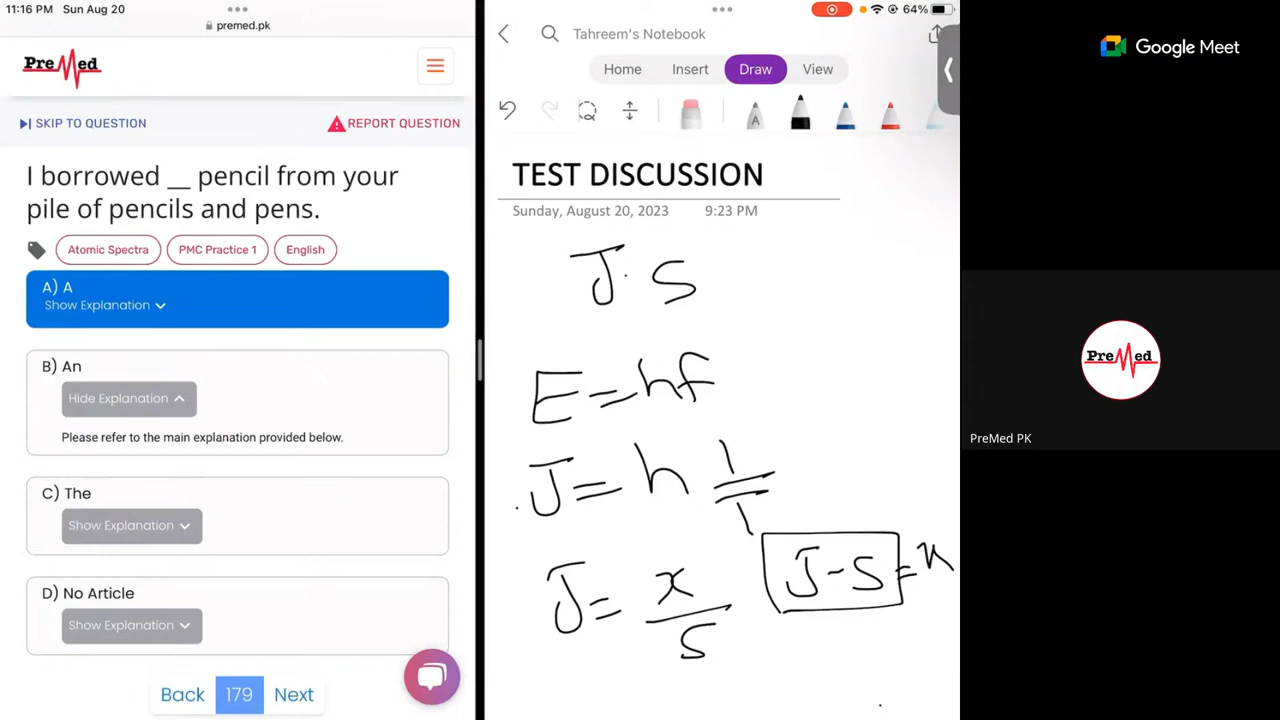 11:16 PM Sun Aug 20
premed.pk
PreMed
SKIP TO QUESTION
REPORT QUESTION
I borrowed __ pencil from your
pile of pencils and pens.
Atomic Spectra
PMC Practice 1
English
A) A
Show Explanation
B) An
Hide Explanation
Please refer to the main explanation provided below.
C) The
Show Explanation
D) No Article
Show Explanation
Back 179 Next
64%
Tahreem's Notebook
Home Insert Draw View
A
TEST DISCUSSION
Sunday, August 20, 2023 9:23 PM
J·S
E=hf
J=h 1/1
J=x/s
J-S=x
Google Meet
PreMed
PreMed PK